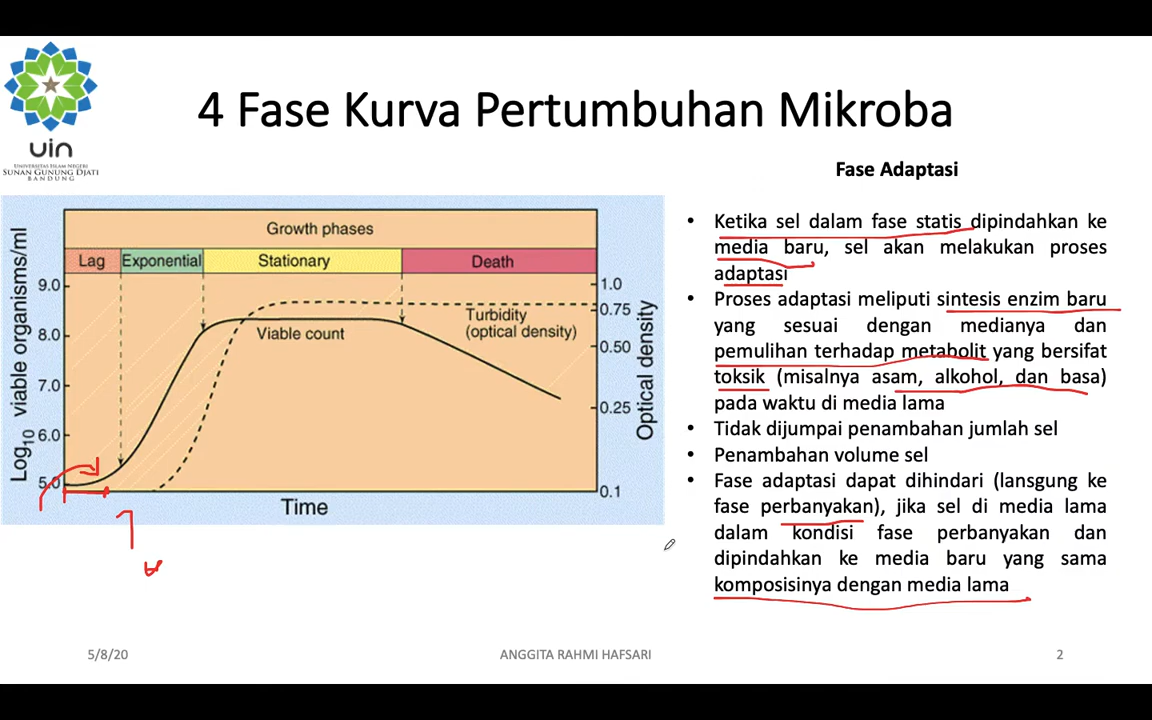 uin
UNIVERSITAS ISLAM NEGERI
SUNAN GUNUNG DJATI
BANDUNG
4 Fase Kurva Pertumbuhan Mikroba
Growth phases
Lag
Exponential
Stationary
Death
Log10 viable organisms/ml
9.0
8.0
7.0
6.0
5.0
Viable count
Turbidity
(optical density)
1.0
0.75
0.50
0.25
0.1
Optical density
Time
Fase Adaptasi
• Ketika sel dalam fase statis dipindahkan ke
media baru, sel akan melakukan proses
adaptasi
• Proses adaptasi meliputi sintesis enzim baru
yang sesuai dengan medianya dan
pemulihan terhadap metabolit yang bersifat
toksik (misalnya asam, alkohol, dan basa)
pada waktu di media lama
• Tidak dijumpai penambahan jumlah sel
• Penambahan volume sel
• Fase adaptasi dapat dihindari (lansgung ke
fase perbanyakan), jika sel di media lama
dalam kondisi fase perbanyakan dan
dipindahkan ke media baru yang sama
komposisinya dengan media lama
5/8/20
ANGGITA RAHMI HAFSARI
2